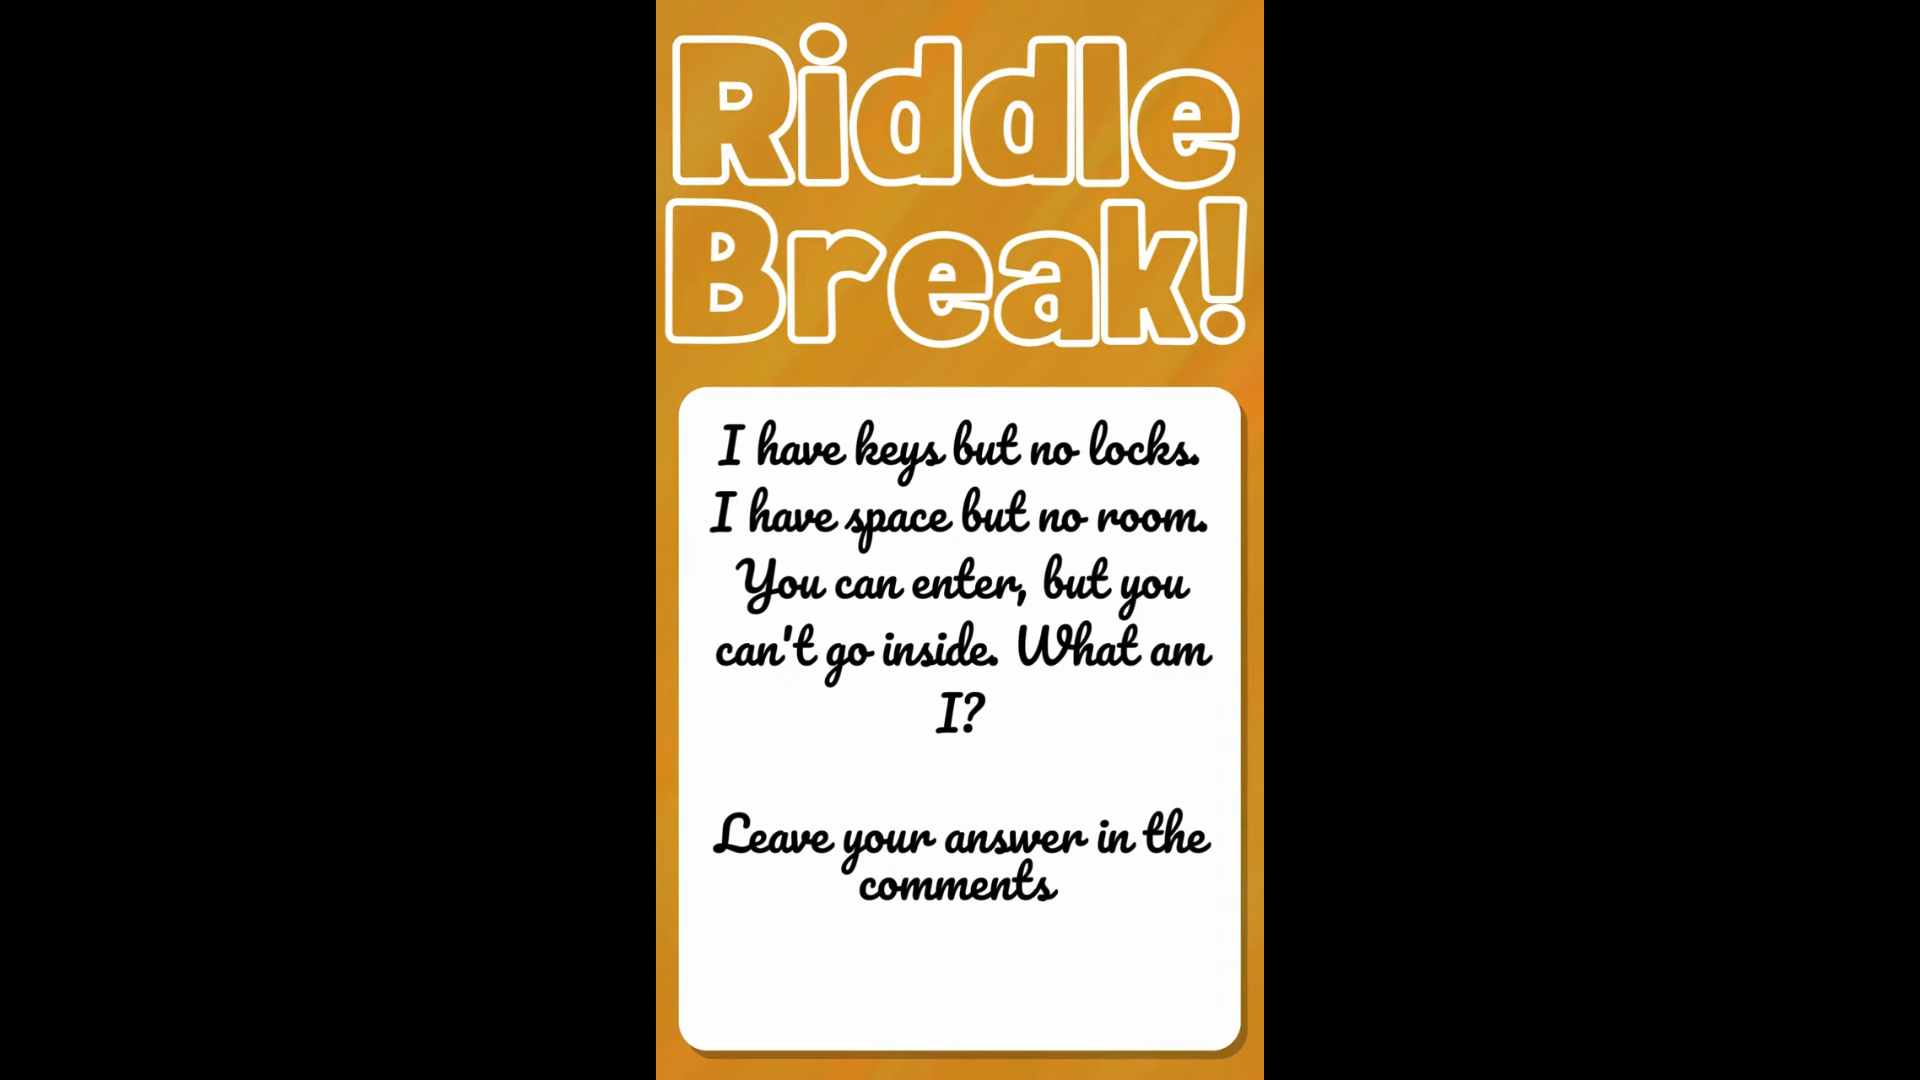 Riddle
Break!
I have keys but no locks.
I have space but no room.
You can enter, but you
can't go inside. What am
I?
Leave your answer in the
comments